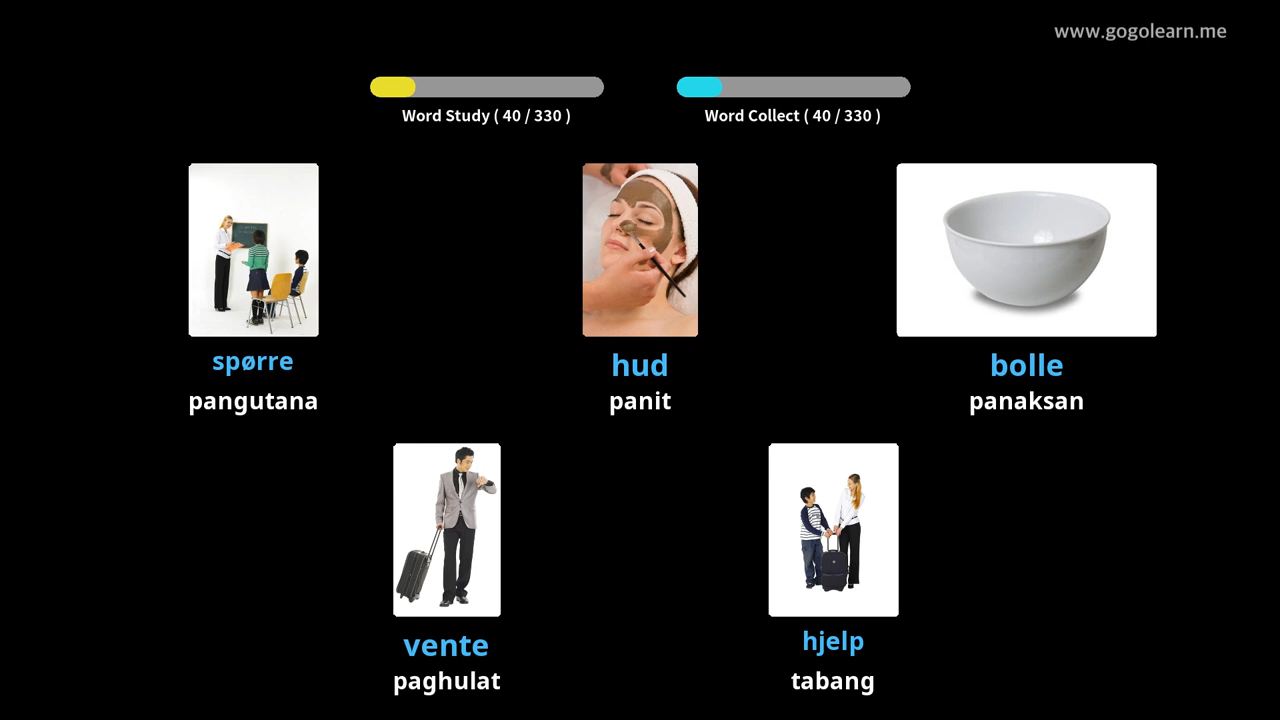 www.gogolearn.me
Word Study ( 40 / 330 )
Word Collect ( 40 / 330 )
spørre
pangutana
hud
panit
bolle
panaksan
vente
paghulat
hjelp
tabang